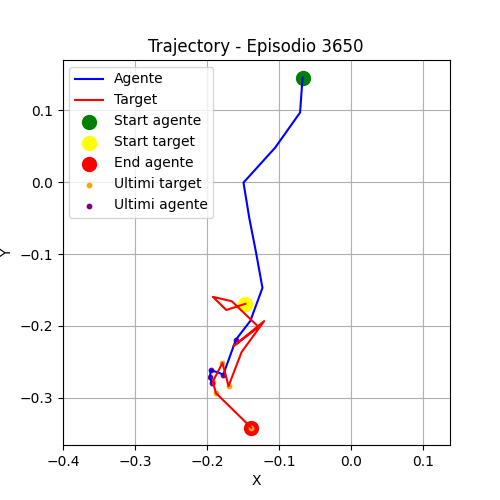 Trajectory - Episodio 3650
Agente
Target
Start agente
Start target
End agente
Ultimi target
Ultimi agente
0.1
0.0
−0.1
−0.2
−0.3
Y
−0.4
−0.3
−0.2
−0.1
0.0
0.1
X